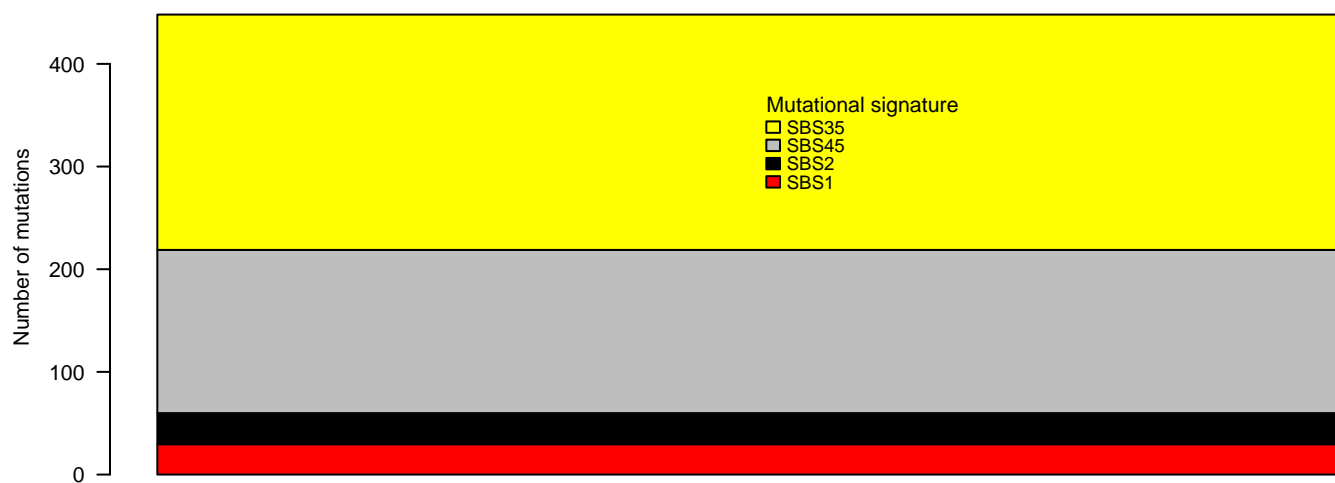 Number of mutations
400
300
200
100
0
Mutational signature
SBS35
SBS45
SBS2
SBS1